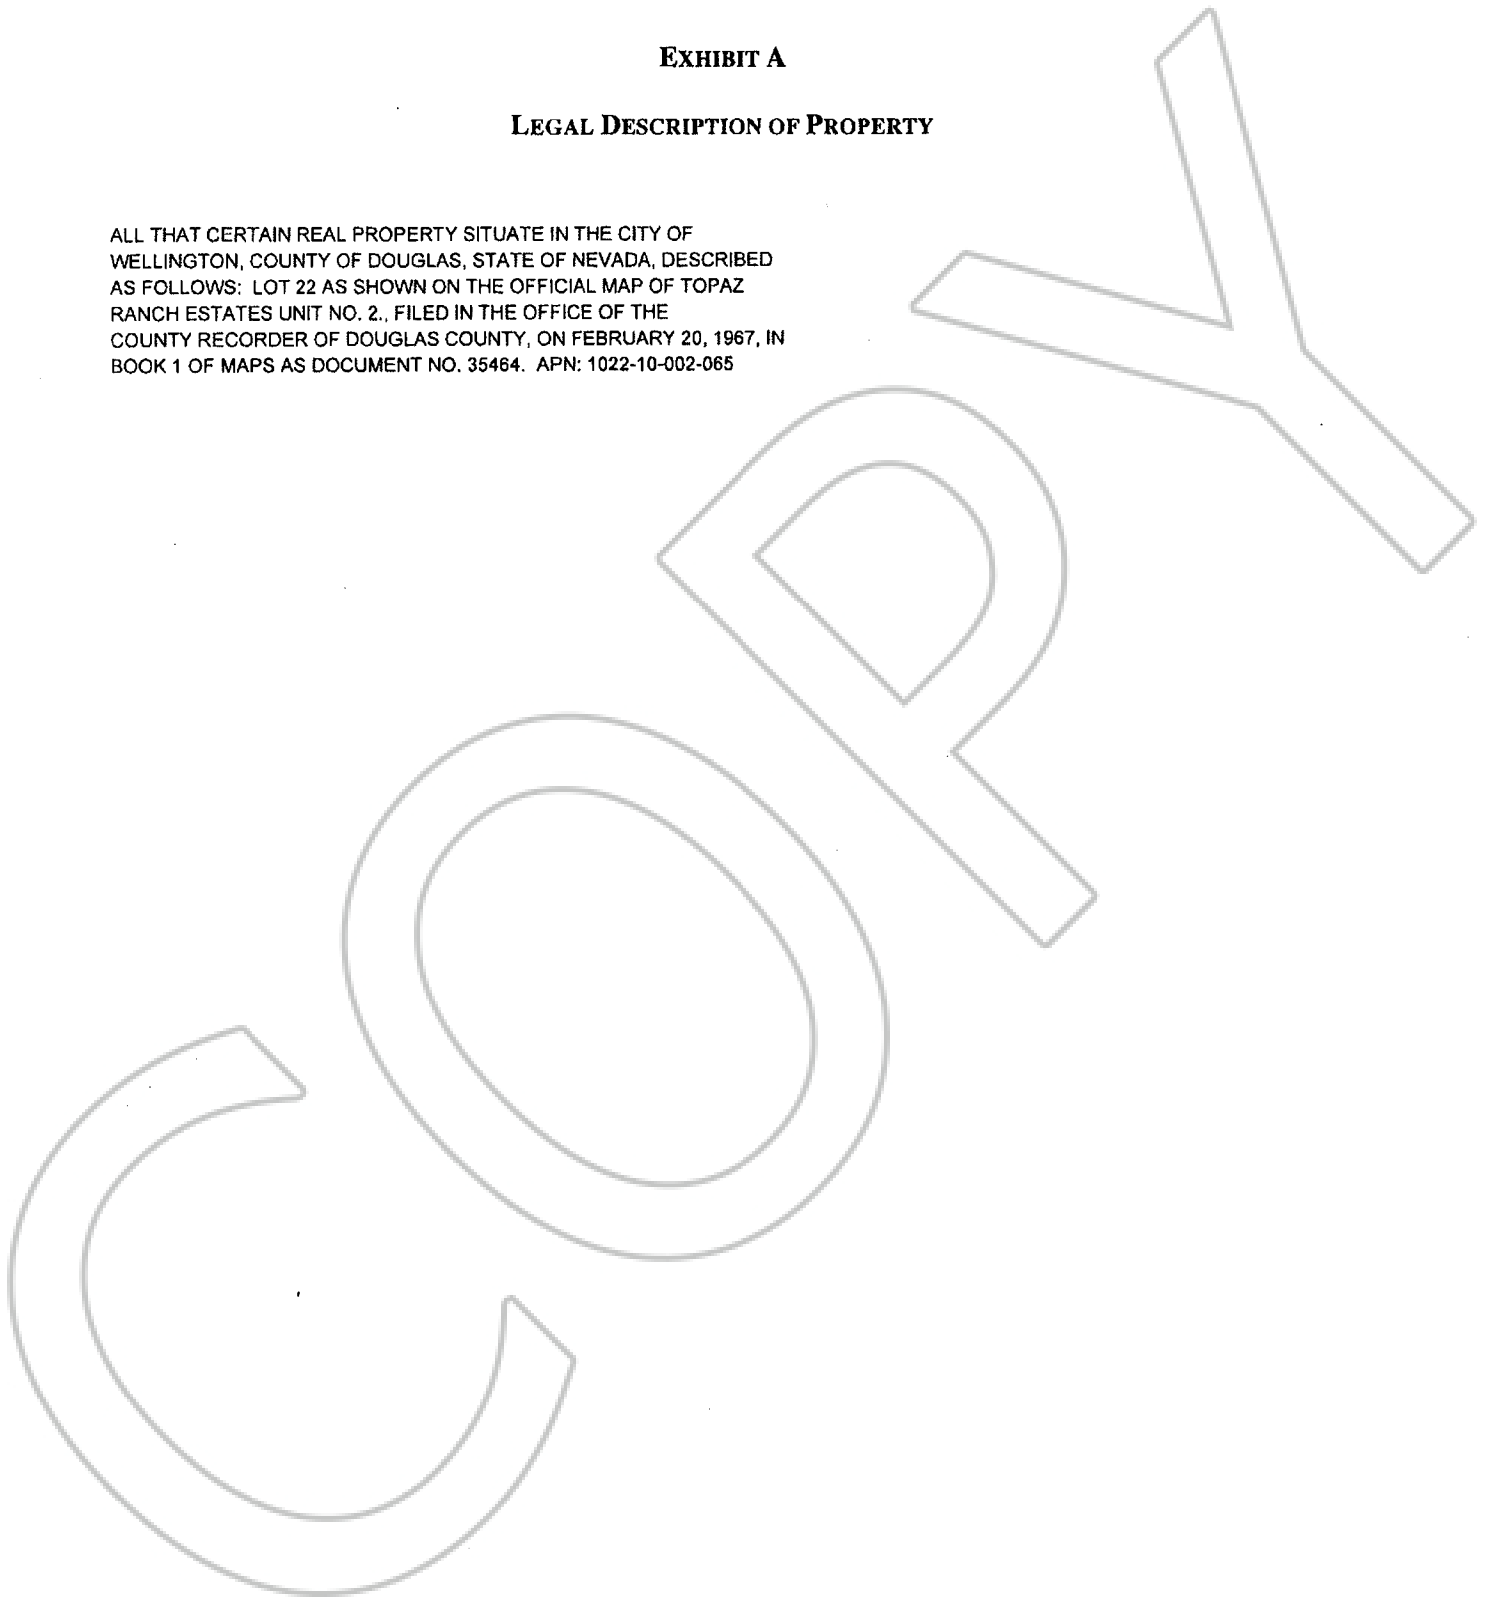 EXHIBIT A
LEGAL DESCRIPTION OF PROPERTY
ALL THAT CERTAIN REAL PROPERTY SITUATE IN THE CITY OF
WELLINGTON, COUNTY OF DOUGLAS, STATE OF NEVADA, DESCRIBED
AS FOLLOWS:  LOT 22 AS SHOWN ON THE OFFICIAL MAP OF TOPAZ
RANCH ESTATES UNIT NO. 2., FILED IN THE OFFICE OF THE
COUNTY RECORDER OF DOUGLAS COUNTY, ON FEBRUARY 20, 1967, IN
BOOK 1 OF MAPS AS DOCUMENT NO. 35464.  APN: 1022-10-002-065
COPY